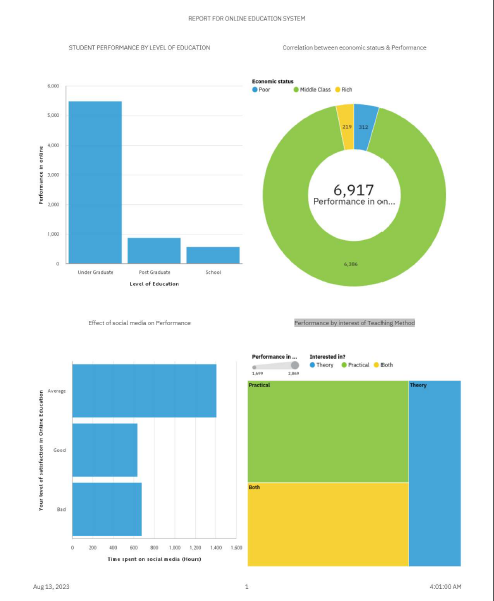 REPORT FOR ONLINE EDUCATION SYSTEM
STUDENT PERFORMANCE BY LEVEL OF EDUCATION
Correlation between economic status & Performance
6,000
5,000
4,000
3,000
2,000
1,000
0
Performance in online
Under Graduate
Post Graduate
School
Level of Education
Economic status
Poor
Middle Class
Rich
219
312
6,917
Performance in on...
6,386
Effect of social media on Performance
Performance by interest of Teaching Method
Your level of satisfaction in Online Education
Average
Good
Bad
0
200
400
600
800
1,000
1,200
1,400
1,600
Time spent on social media (Hours)
Performance in ...
Interested in?
Theory
Practical
Both
Practical
Theory
Both
Aug 13, 2023
1
4:01:00 AM